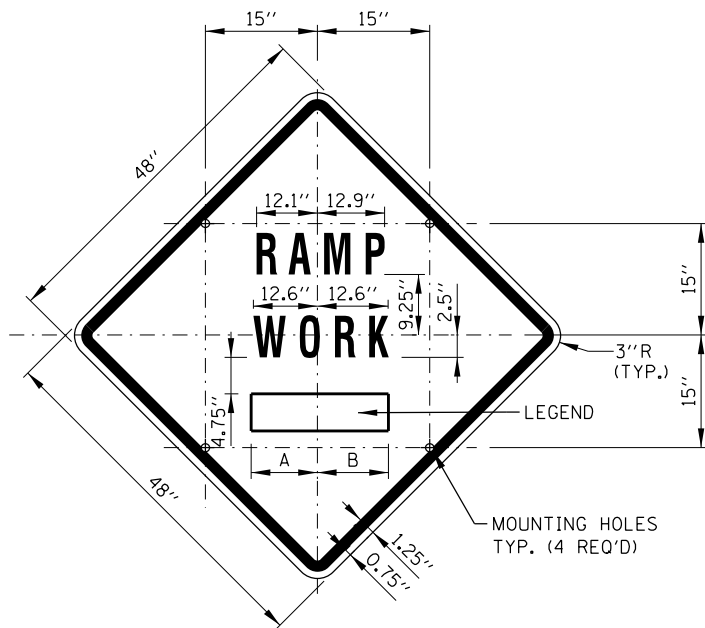 15″ 15″
48″
12.1″ 12.9″
RAMP
12.6″ 12.6″
9.25″
2.5″
15″
WORK
3″R
(TYP.)
4.75″
LEGEND
15″
A B
48″
MOUNTING HOLES
TYP. (4 REQ'D)
1.25″
0.75″